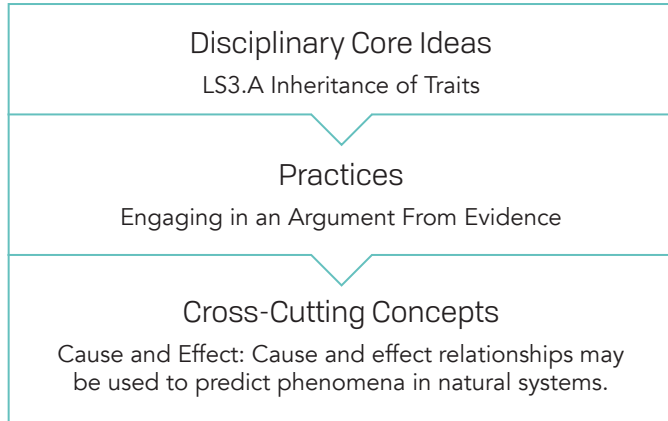 Disciplinary Core Ideas
LS3.A Inheritance of Traits
Practices
Engaging in an Argument From Evidence
Cross-Cutting Concepts
Cause and Effect: Cause and effect relationships may
be used to predict phenomena in natural systems.